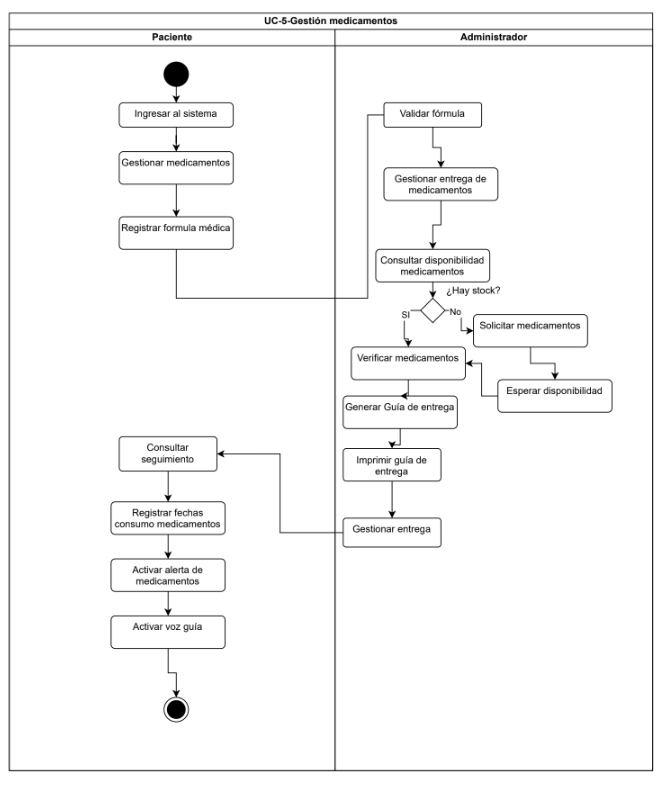 UC-5-Gestión medicamentos
Paciente
Administrador
Ingresar al sistema
Gestionar medicamentos
Registrar formula médica
Validar fórmula
Gestionar entrega de
medicamentos
Consultar disponibilidad
medicamentos
¿Hay stock?
SI
No
Solicitar medicamentos
Verificar medicamentos
Esperar disponibilidad
Generar Guía de entrega
Imprimir guía de
entrega
Gestionar entrega
Consultar
seguimiento
Registrar fechas
consumo medicamentos
Activar alerta de
medicamentos
Activar voz guía